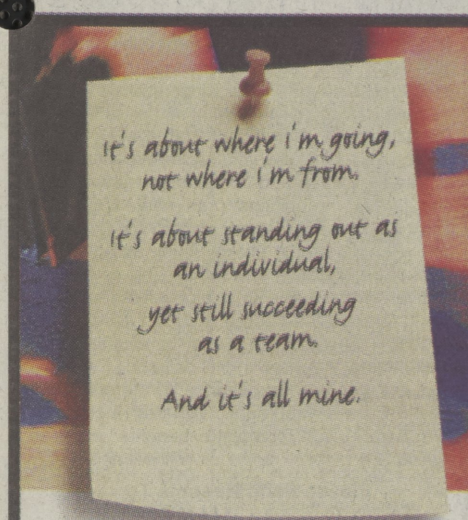 It's about where i'm going,
not where i'm from.
It's about standing out as
an individual,
yet still succeeding
as a team.
And it's all mine.